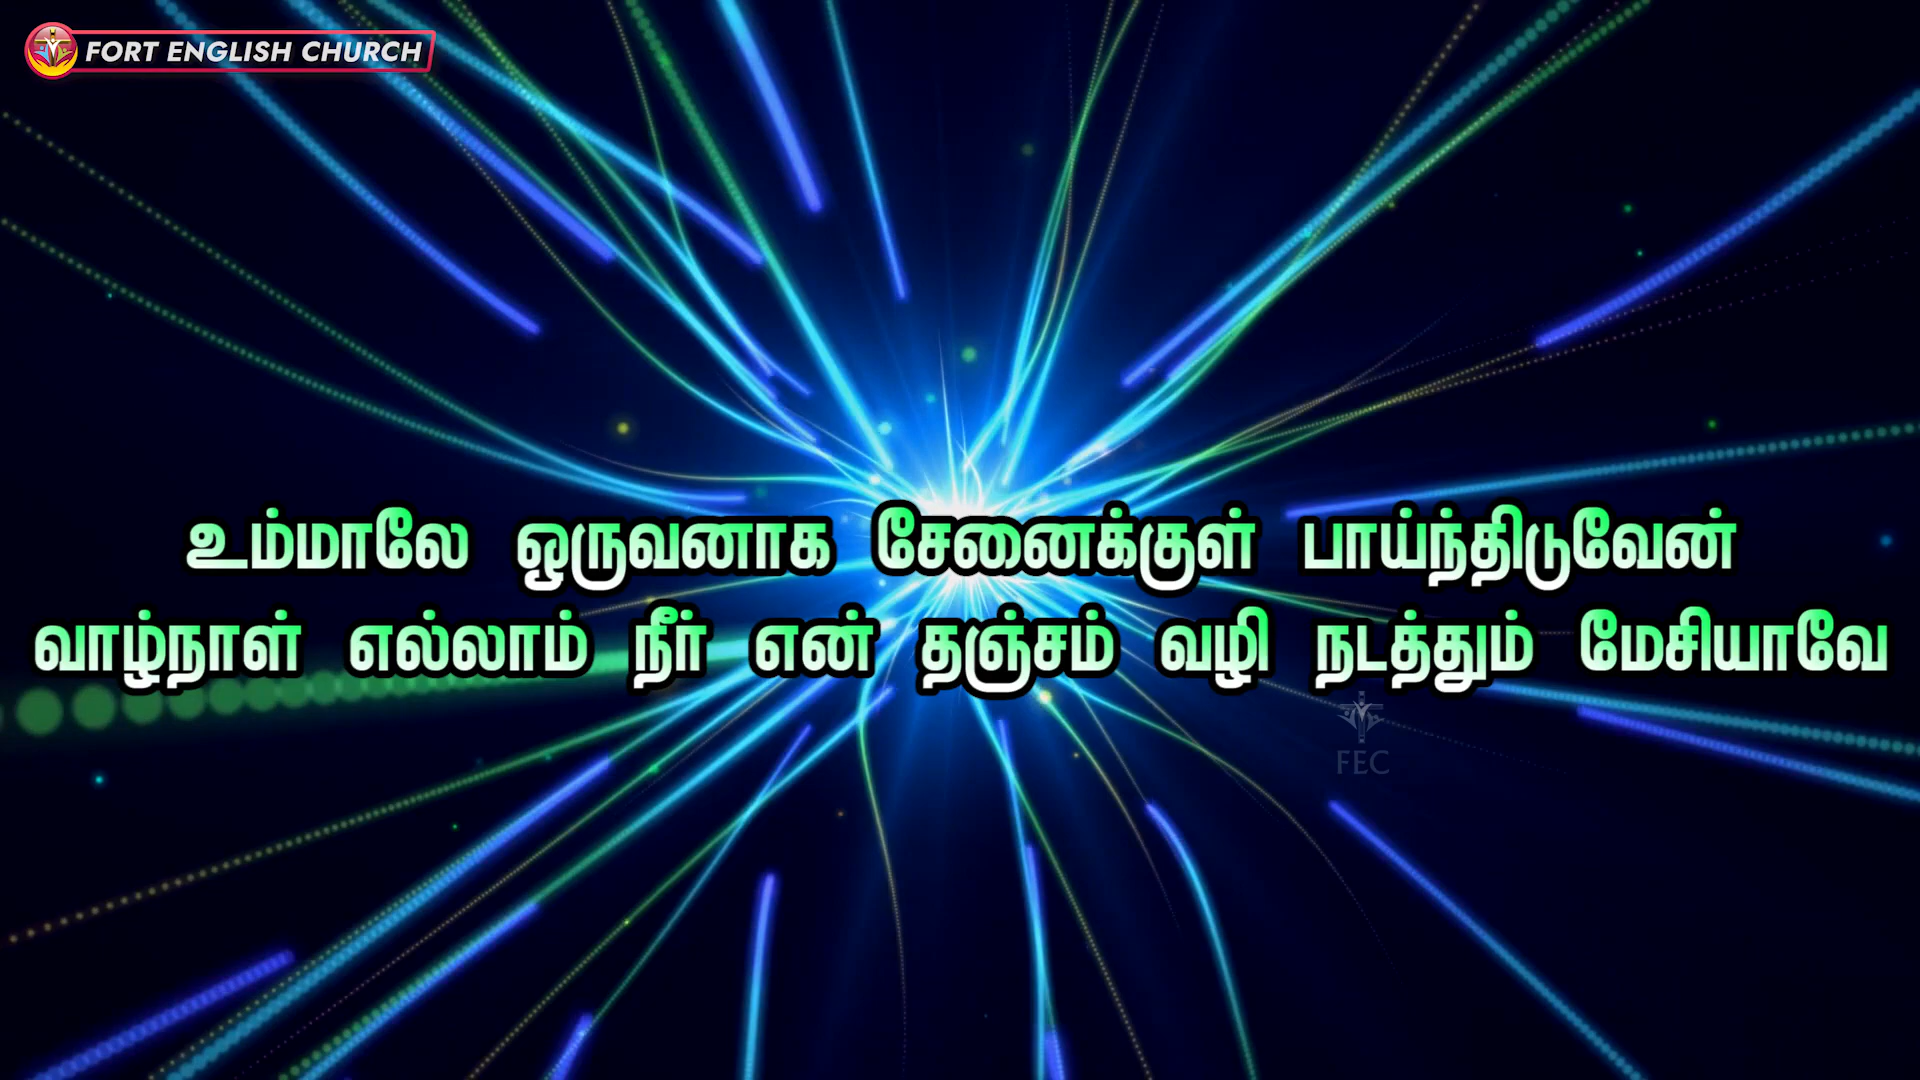 FORT ENGLISH CHURCH
உம்மாலே ஒருவனாக சேனைக்குள் பாய்ந்திடுவேன்
வாழ்நாள் எல்லாம் நீர் என் தஞ்சம் வழி நடத்தும் மேசியாவே
FEC